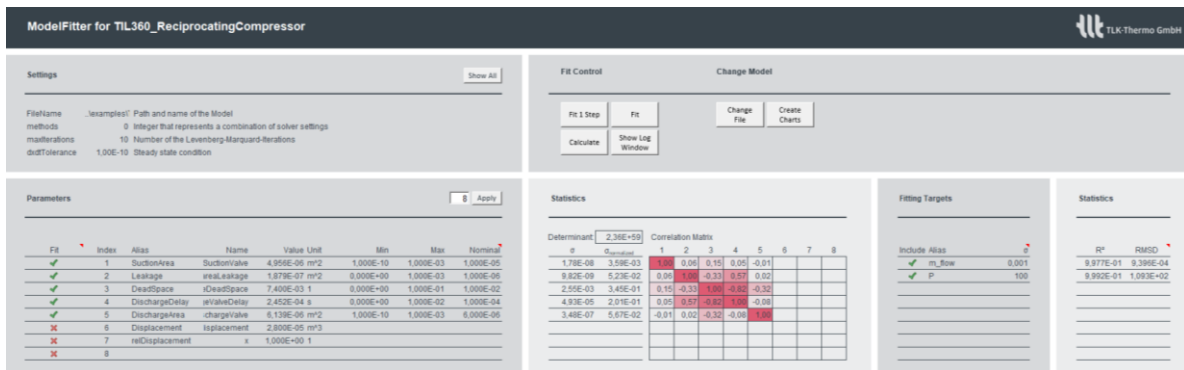 ModelFitter for TIL360_ReciprocatingCompressor
TLK-Thermo GmbH
Settings
Show All
FileName ..\examples\' Path and name of the Model
methods 0 Integer that represents a combination of solver settings
maxIterations 10 Number of the Levenberg-Marquard-Iterations
dxdtTolerance 1,00E-10 Steady state condition
Fit Control Change Model
Fit 1 Step Fit Change File Create Charts
Calculate Show Log Window
Parameters 8 Apply
Fit Index Alias Name Value Unit Min Max Nominal
1 SuctionArea SuctionValve 4,956E-06 m^2 1,000E-10 1,000E-03 1,000E-05
2 Leakage areaLeakage 1,879E-07 m^2 0,000E+00 1,000E-03 1,000E-06
3 DeadSpace DeadSpace 7,400E-03 1 0,000E+00 1,000E-01 1,000E-02
4 DischargeDelay eValveDelay 2,452E-04 s 1,000E-02 1,000E-04
5 DischargeArea chargeValve 6,139E-06 m^2 1,000E-10 1,000E-03 6,000E-06
6 Displacement isplacement 2,800E-05 m^3
7 relDisplacement x 1,000E+00 1
8
Statistics
Determinant 2,36E+59 Correlation Matrix
σ σnormalized 1 2 3 4 5 6 7 8
1,78E-08 3,59E-03 1,00 0,06 0,15 0,05 -0,01
9,82E-09 5,23E-02 0,06 1,00 -0,33 0,57 0,02
2,55E-03 3,45E-01 0,15 -0,33 1,00 -0,82 -0,32
4,93E-05 2,01E-01 0,05 0,57 -0,82 1,00 -0,08
3,48E-07 5,67E-02 -0,01 0,02 -0,32 -0,08 1,00
Fitting Targets
Include Alias σ
m_flow 0,001
P 100
Statistics
R² RMSD
9,977E-01 9,396E-04
9,992E-01 1,093E+02